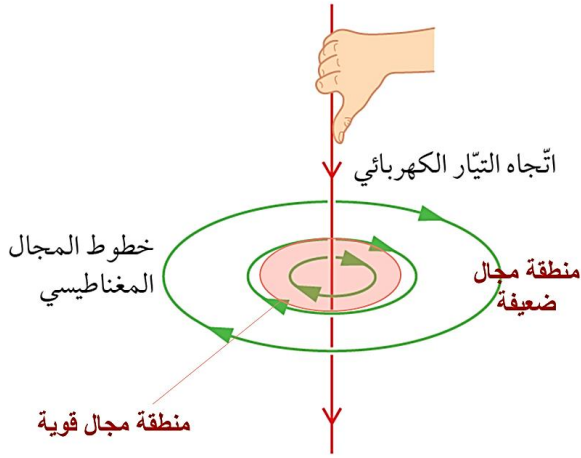 اتّجاه التيّار الكهربائي
خطوط المجال
المغناطيسي
منطقة مجال
ضعيفة
منطقة مجال قوية